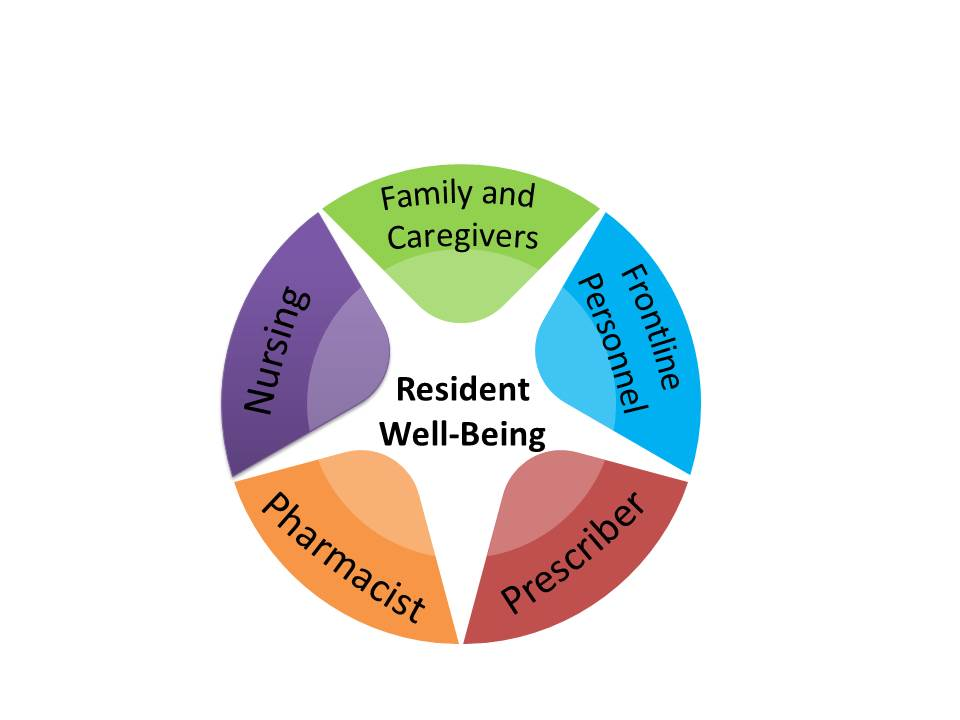 Family and
Caregivers
Frontline
Personnel
Prescriber
Pharmacist
Nursing
Resident
Well-Being